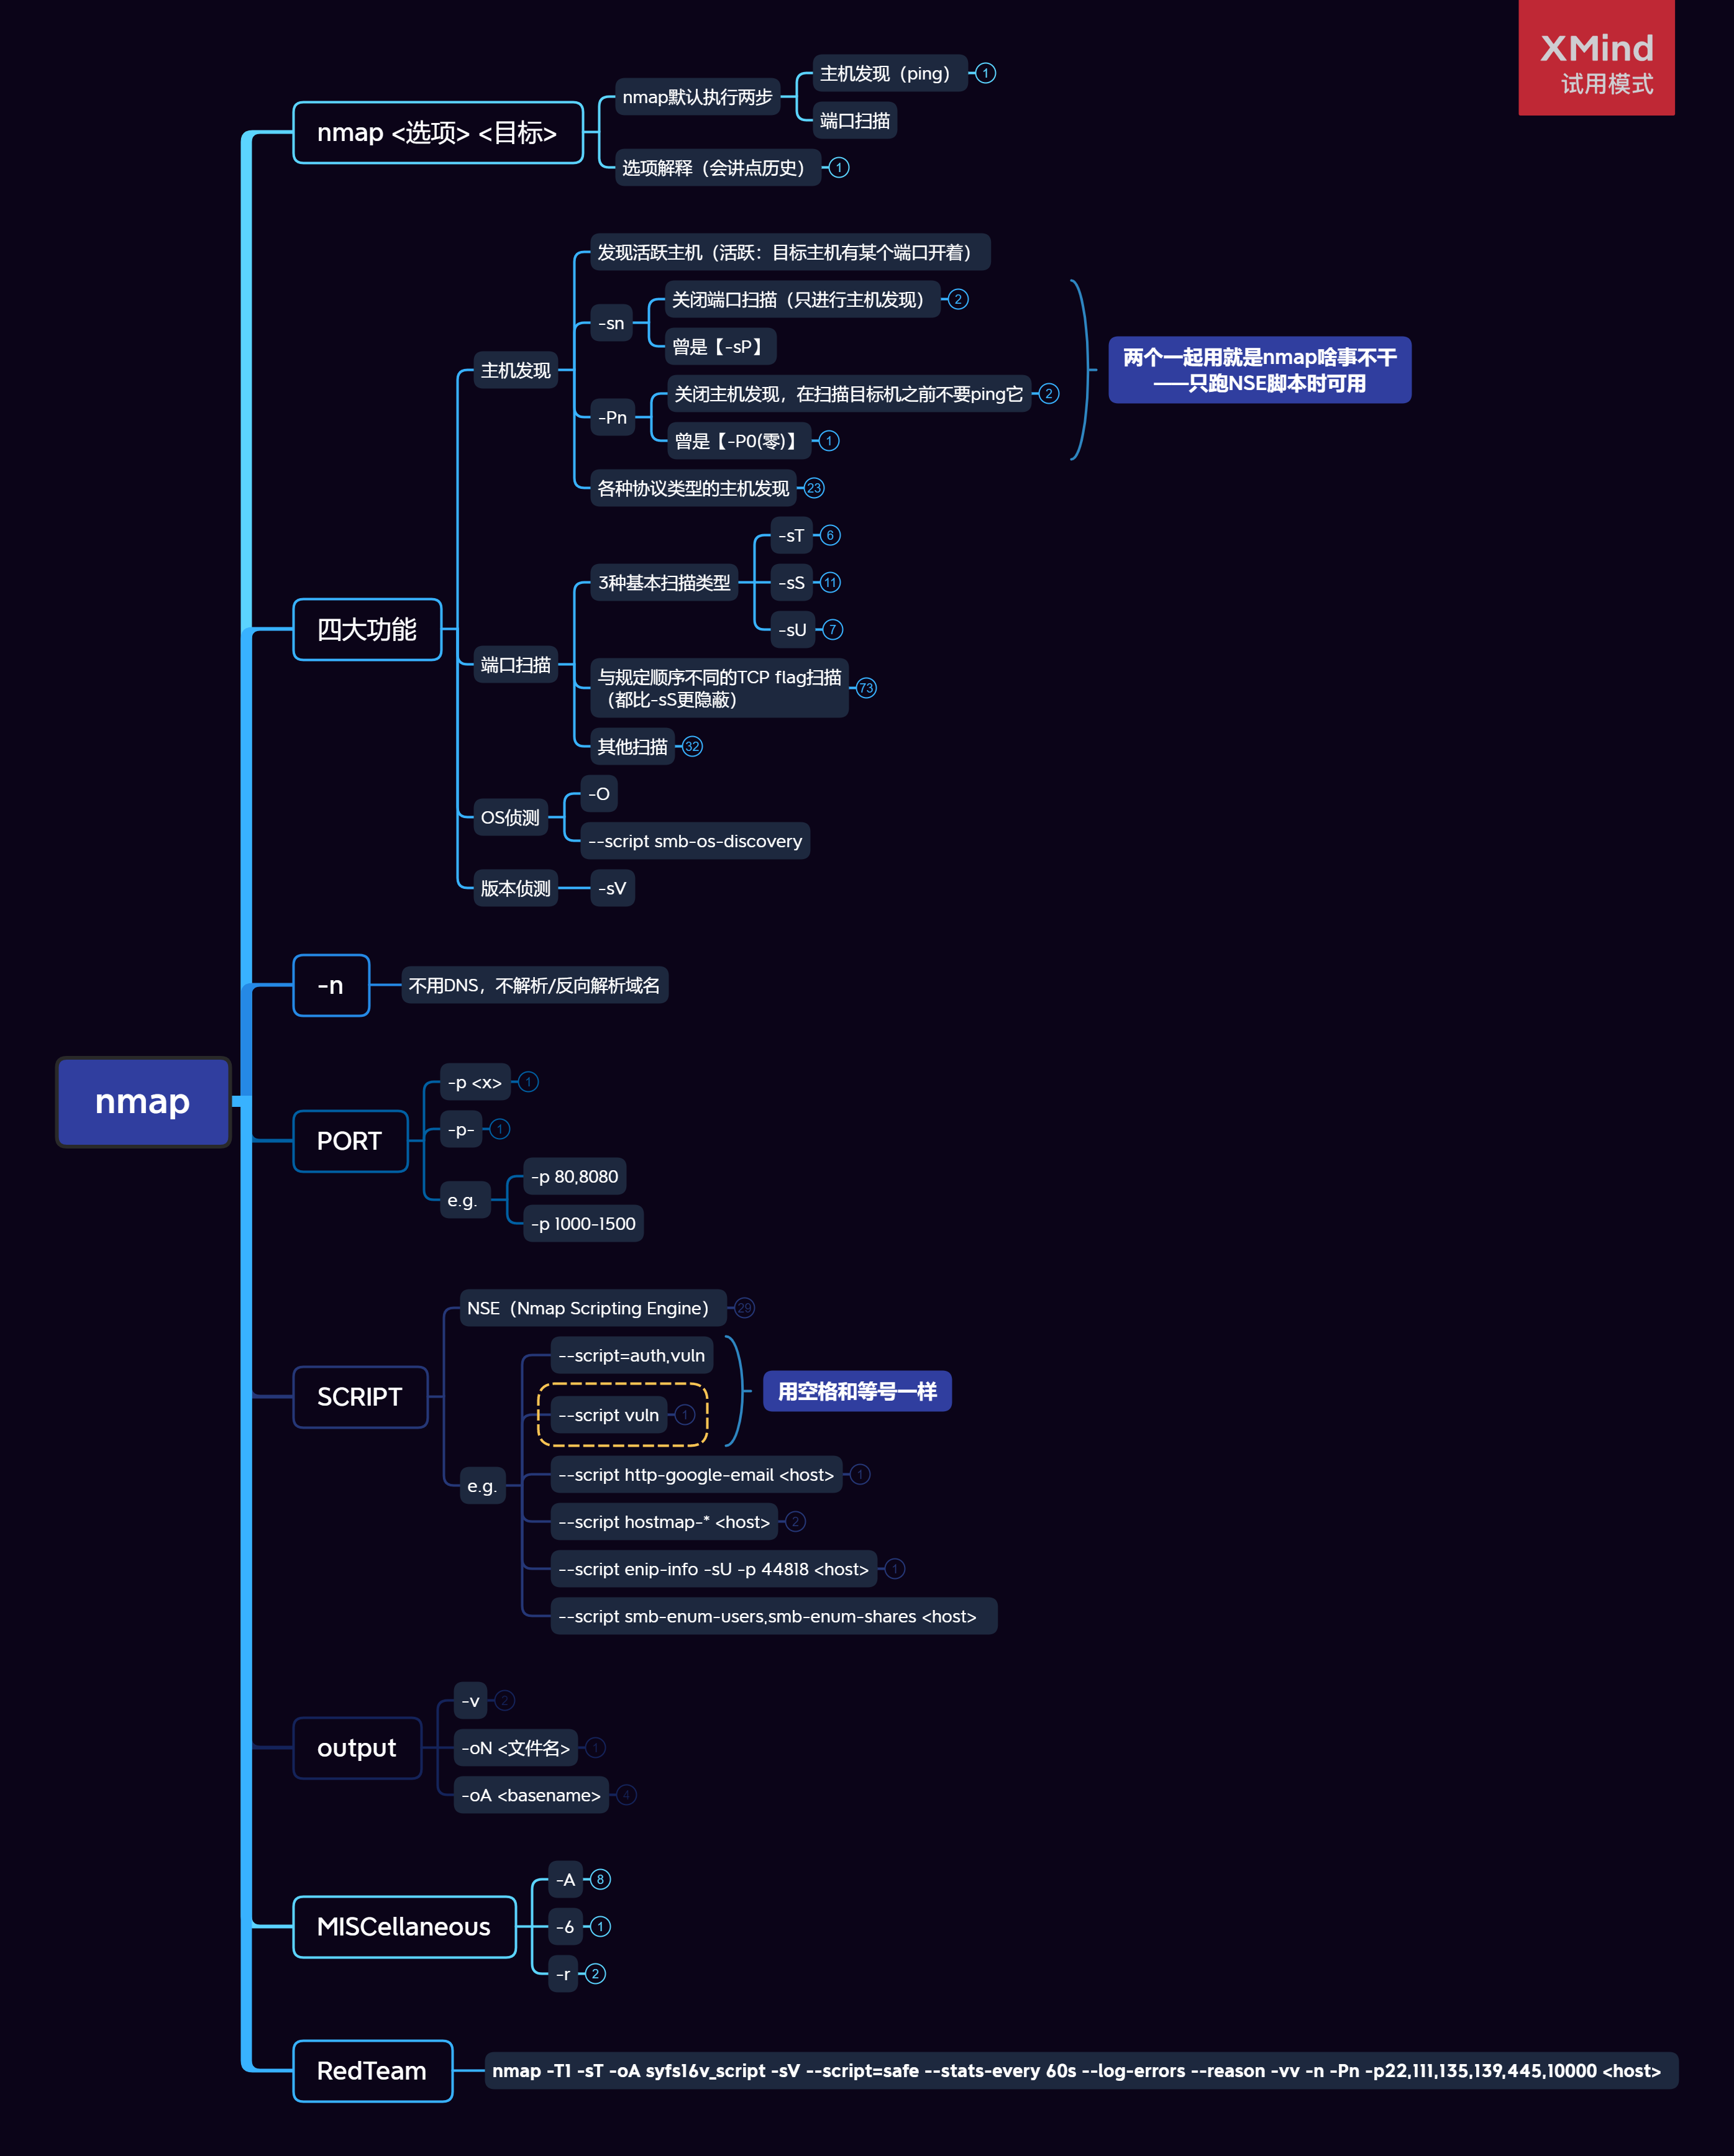 XMind
试用模式
nmap
nmap <选项> <目标>
nmap默认执行两步
主机发现（ping）
1
端口扫描
选项解释（会讲点历史）
1
四大功能
主机发现
发现活跃主机（活跃：目标主机有某个端口开着）
-sn
关闭端口扫描（只进行主机发现）
2
曾是【-sP】
-Pn
关闭主机发现，在扫描目标机之前不要ping它
2
曾是【-P0(零)】
1
两个一起用就是nmap啥事不干
——只跑NSE脚本时可用
各种协议类型的主机发现
23
端口扫描
3种基本扫描类型
-sT
6
-sS
11
-sU
7
与规定顺序不同的TCP flag扫描
（都比-sS更隐蔽）
73
其他扫描
32
OS侦测
-O
--script smb-os-discovery
版本侦测
-sV
-n
不用DNS，不解析/反向解析域名
PORT
-p <x>
1
-p-
1
e.g.
-p 80,8080
-p 1000-1500
SCRIPT
NSE（Nmap Scripting Engine）
29
e.g.
--script=auth,vuln
--script vuln
1
用空格和等号一样
--script http-google-email <host>
1
--script hostmap-* <host>
2
--script enip-info -sU -p 44818 <host>
1
--script smb-enum-users,smb-enum-shares <host>
output
-v
2
-oN <文件名>
1
-oA <basename>
4
MISCellaneous
-A
8
-6
1
-r
2
RedTeam
nmap -T1 -sT -oA syfs16v_script -sV --script=safe --stats-every 60s --log-errors --reason -vv -n -Pn -p22,111,135,139,445,10000 <host>